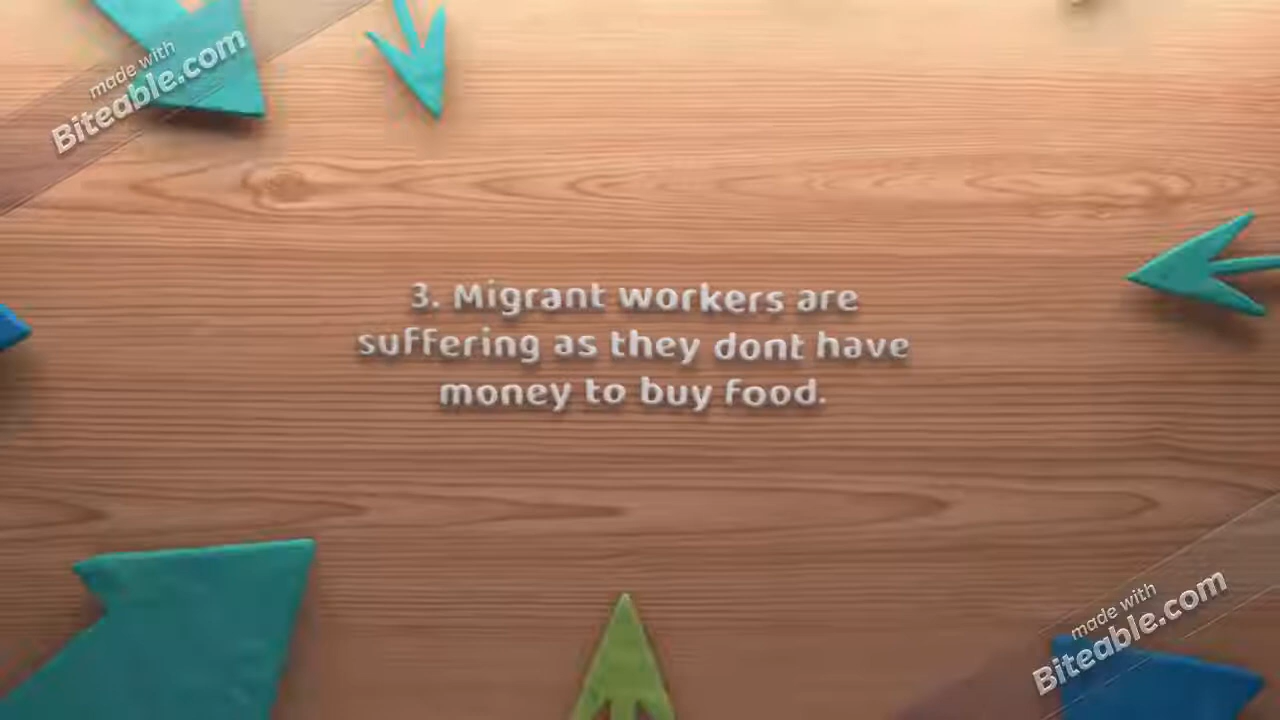 made with
Biteable.com
3. Migrant workers are
suffering as they dont have
money to buy food.
made with
Biteable.com